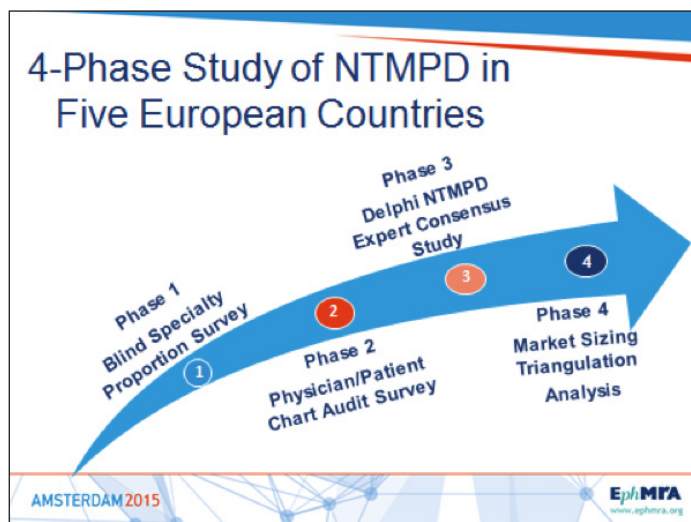 4-Phase Study of NTMPD in
Five European Countries
Phase 1
Blind Specialty
Proportion Survey
1
2
Phase 2
Physician/Patient
Chart Audit Survey
Phase 3
Delphi NTMPD
Expert Consensus
Study
3
4
Phase 4
Market Sizing
Triangulation
Analysis
AMSTERDAM2015
EphMRA
www.ephmra.org